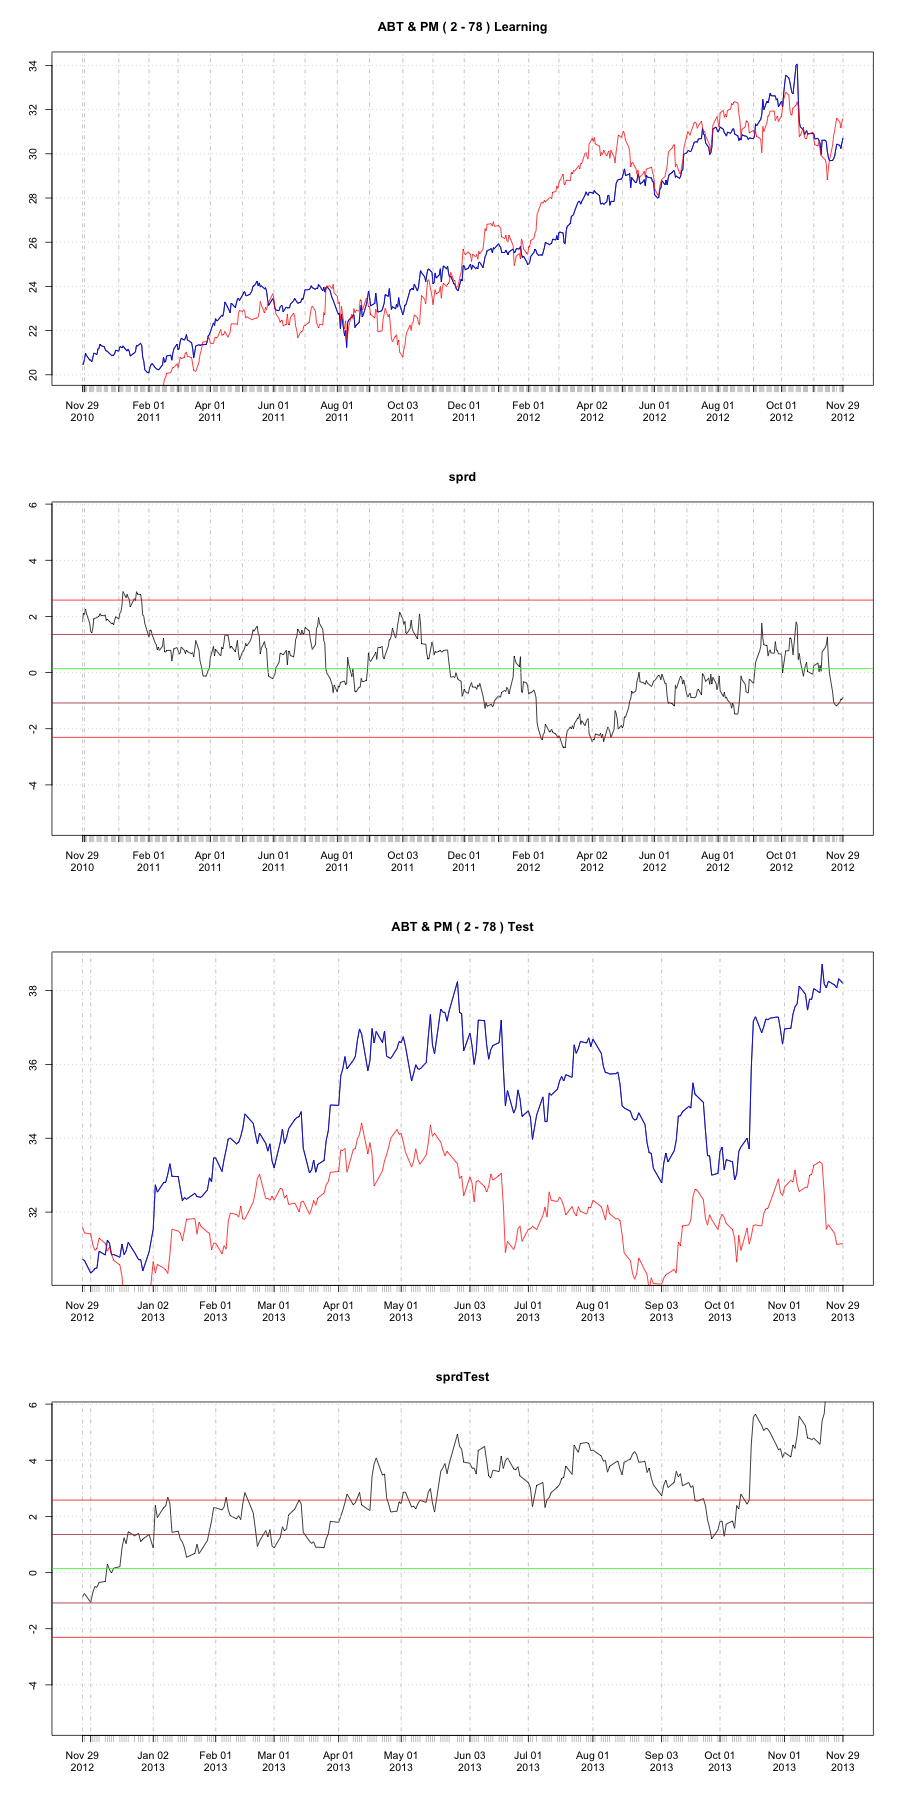 ABT & PM ( 2 - 78 ) Learning
34
32
30
28
26
24
22
20
Nov 29 Feb 01 Apr 01 Jun 01 Aug 01 Oct 03 Dec 01 Feb 01 Apr 02 Jun 01 Aug 01 Oct 01 Nov 29
2010 2011 2011 2011 2011 2011 2011 2012 2012 2012 2012 2012 2012
sprd
6
4
2
0
-2
-4
Nov 29 Feb 01 Apr 01 Jun 01 Aug 01 Oct 03 Dec 01 Feb 01 Apr 02 Jun 01 Aug 01 Oct 01 Nov 29
2010 2011 2011 2011 2011 2011 2011 2012 2012 2012 2012 2012 2012
ABT & PM ( 2 - 78 ) Test
38
36
34
32
Nov 29 Jan 02 Feb 01 Mar 01 Apr 01 May 01 Jun 03 Jul 01 Aug 01 Sep 03 Oct 01 Nov 01 Nov 29
2012 2013 2013 2013 2013 2013 2013 2013 2013 2013 2013 2013 2013
sprdTest
6
4
2
0
-2
-4
Nov 29 Jan 02 Feb 01 Mar 01 Apr 01 May 01 Jun 03 Jul 01 Aug 01 Sep 03 Oct 01 Nov 01 Nov 29
2012 2013 2013 2013 2013 2013 2013 2013 2013 2013 2013 2013 2013